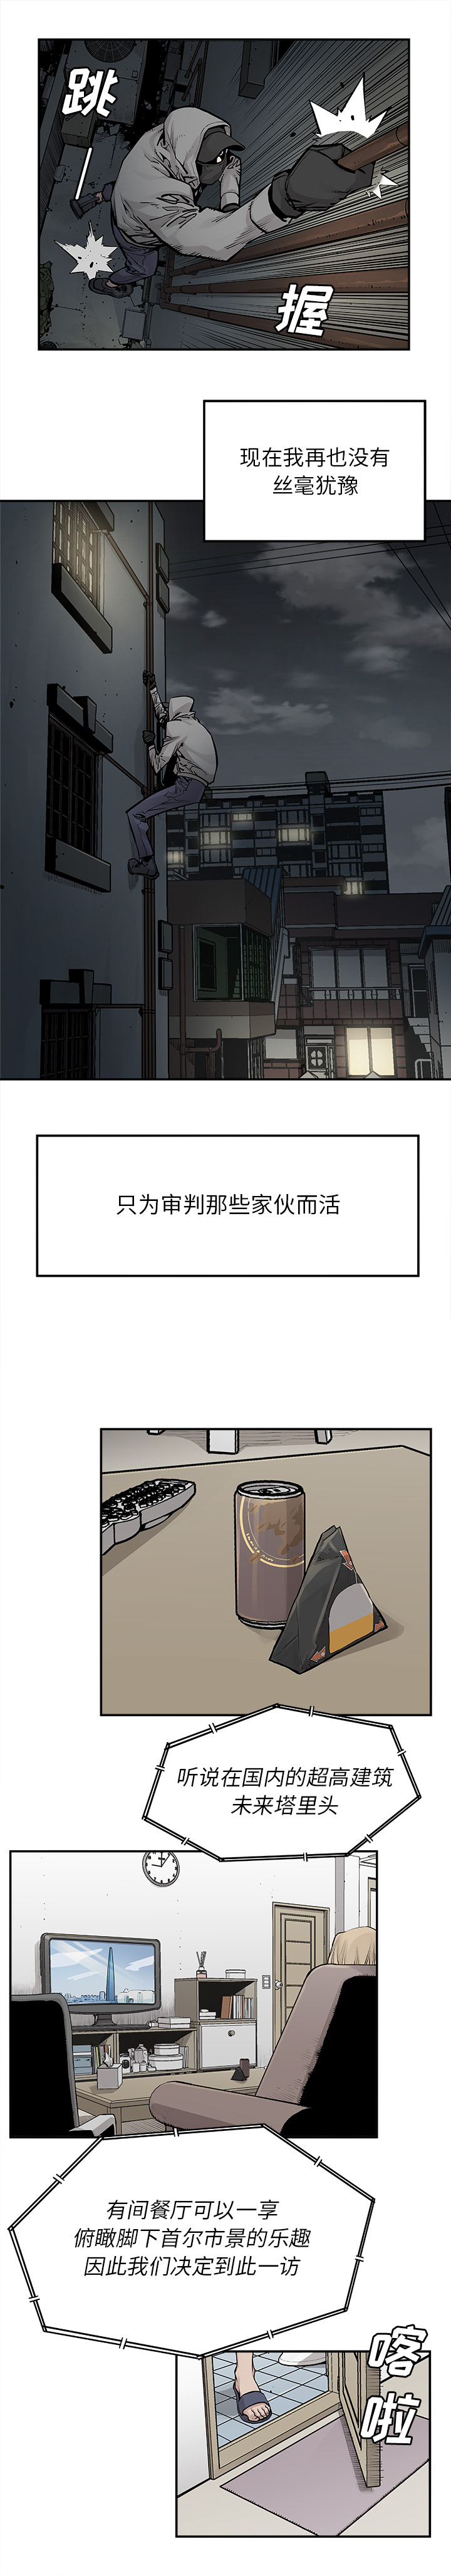 跳
握
现在我再也没有
丝毫犹豫
只为审判那些家伙而活
听说在国内的超高建筑
未来塔里头
有间餐厅可以一享
俯瞰脚下首尔市景的乐趣
因此我们决定到此一访
喀
啦